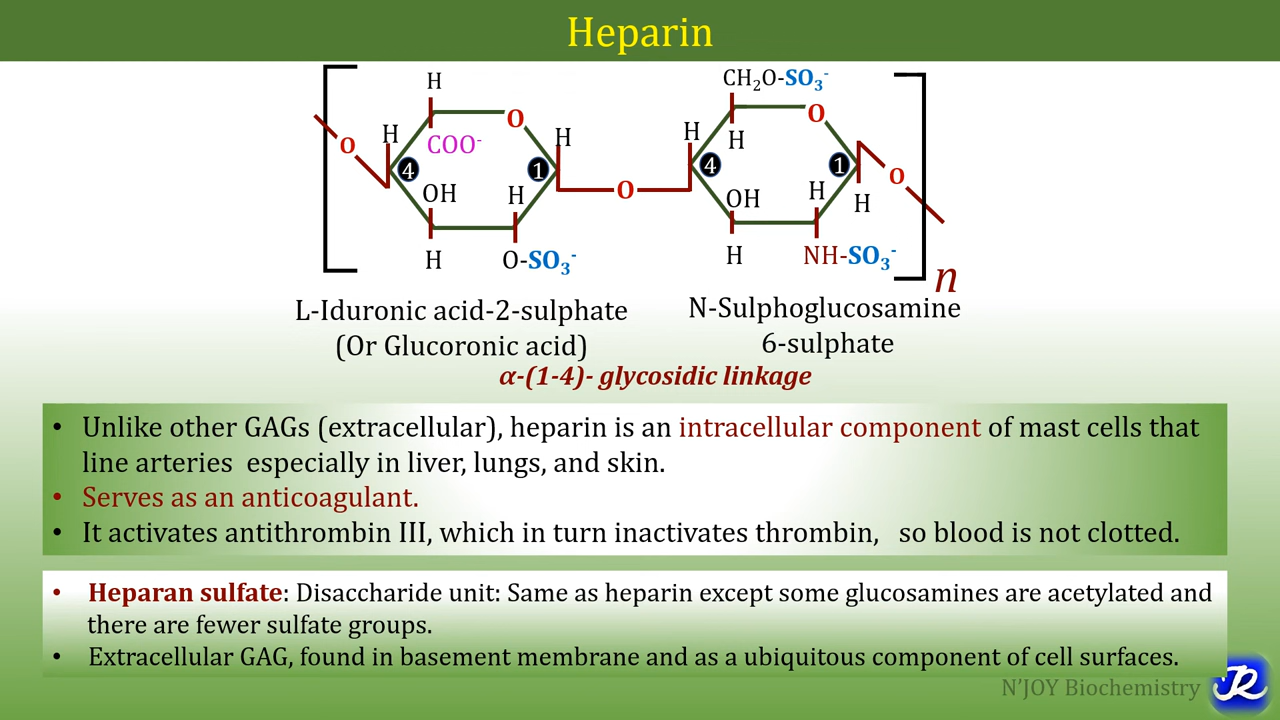 Heparin
H CH₂O-SO₃⁻
O O
H COO⁻ H H H
O 4 1 4 1 O
OH H O OH H H
H O-SO₃⁻ H NH-SO₃⁻
n
L-Iduronic acid-2-sulphate N-Sulphoglucosamine
(Or Glucoronic acid) 6-sulphate
α-(1-4)- glycosidic linkage
• Unlike other GAGs (extracellular), heparin is an intracellular component of mast cells that
line arteries especially in liver, lungs, and skin.
• Serves as an anticoagulant.
• It activates antithrombin III, which in turn inactivates thrombin, so blood is not clotted.
• Heparan sulfate: Disaccharide unit: Same as heparin except some glucosamines are acetylated and
there are fewer sulfate groups.
• Extracellular GAG, found in basement membrane and as a ubiquitous component of cell surfaces.
N'JOY Biochemistry